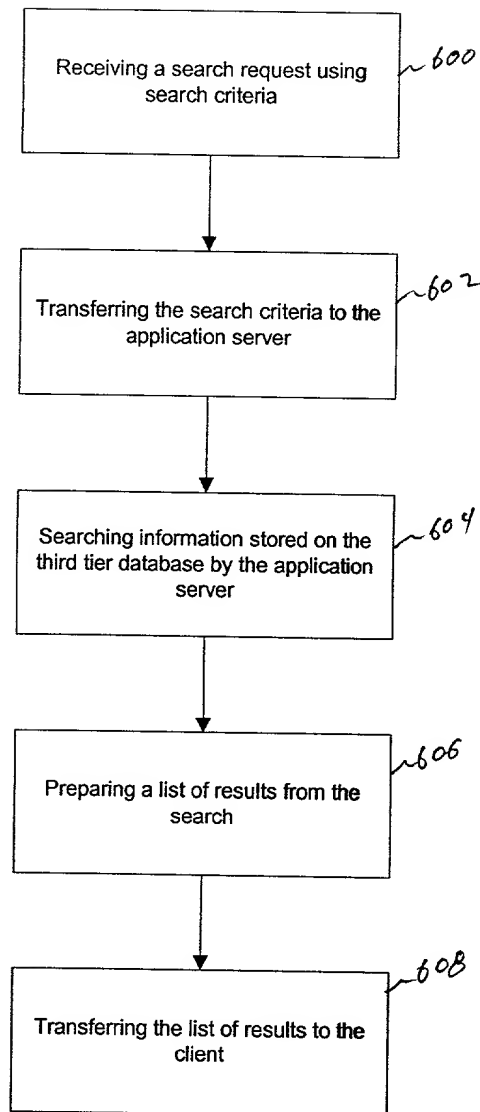 Receiving a search request using
search criteria
600
Transferring the search criteria to the
application server
602
Searching information stored on the
third tier database by the application
server
604
Preparing a list of results from the
search
606
Transferring the list of results to the
client
608